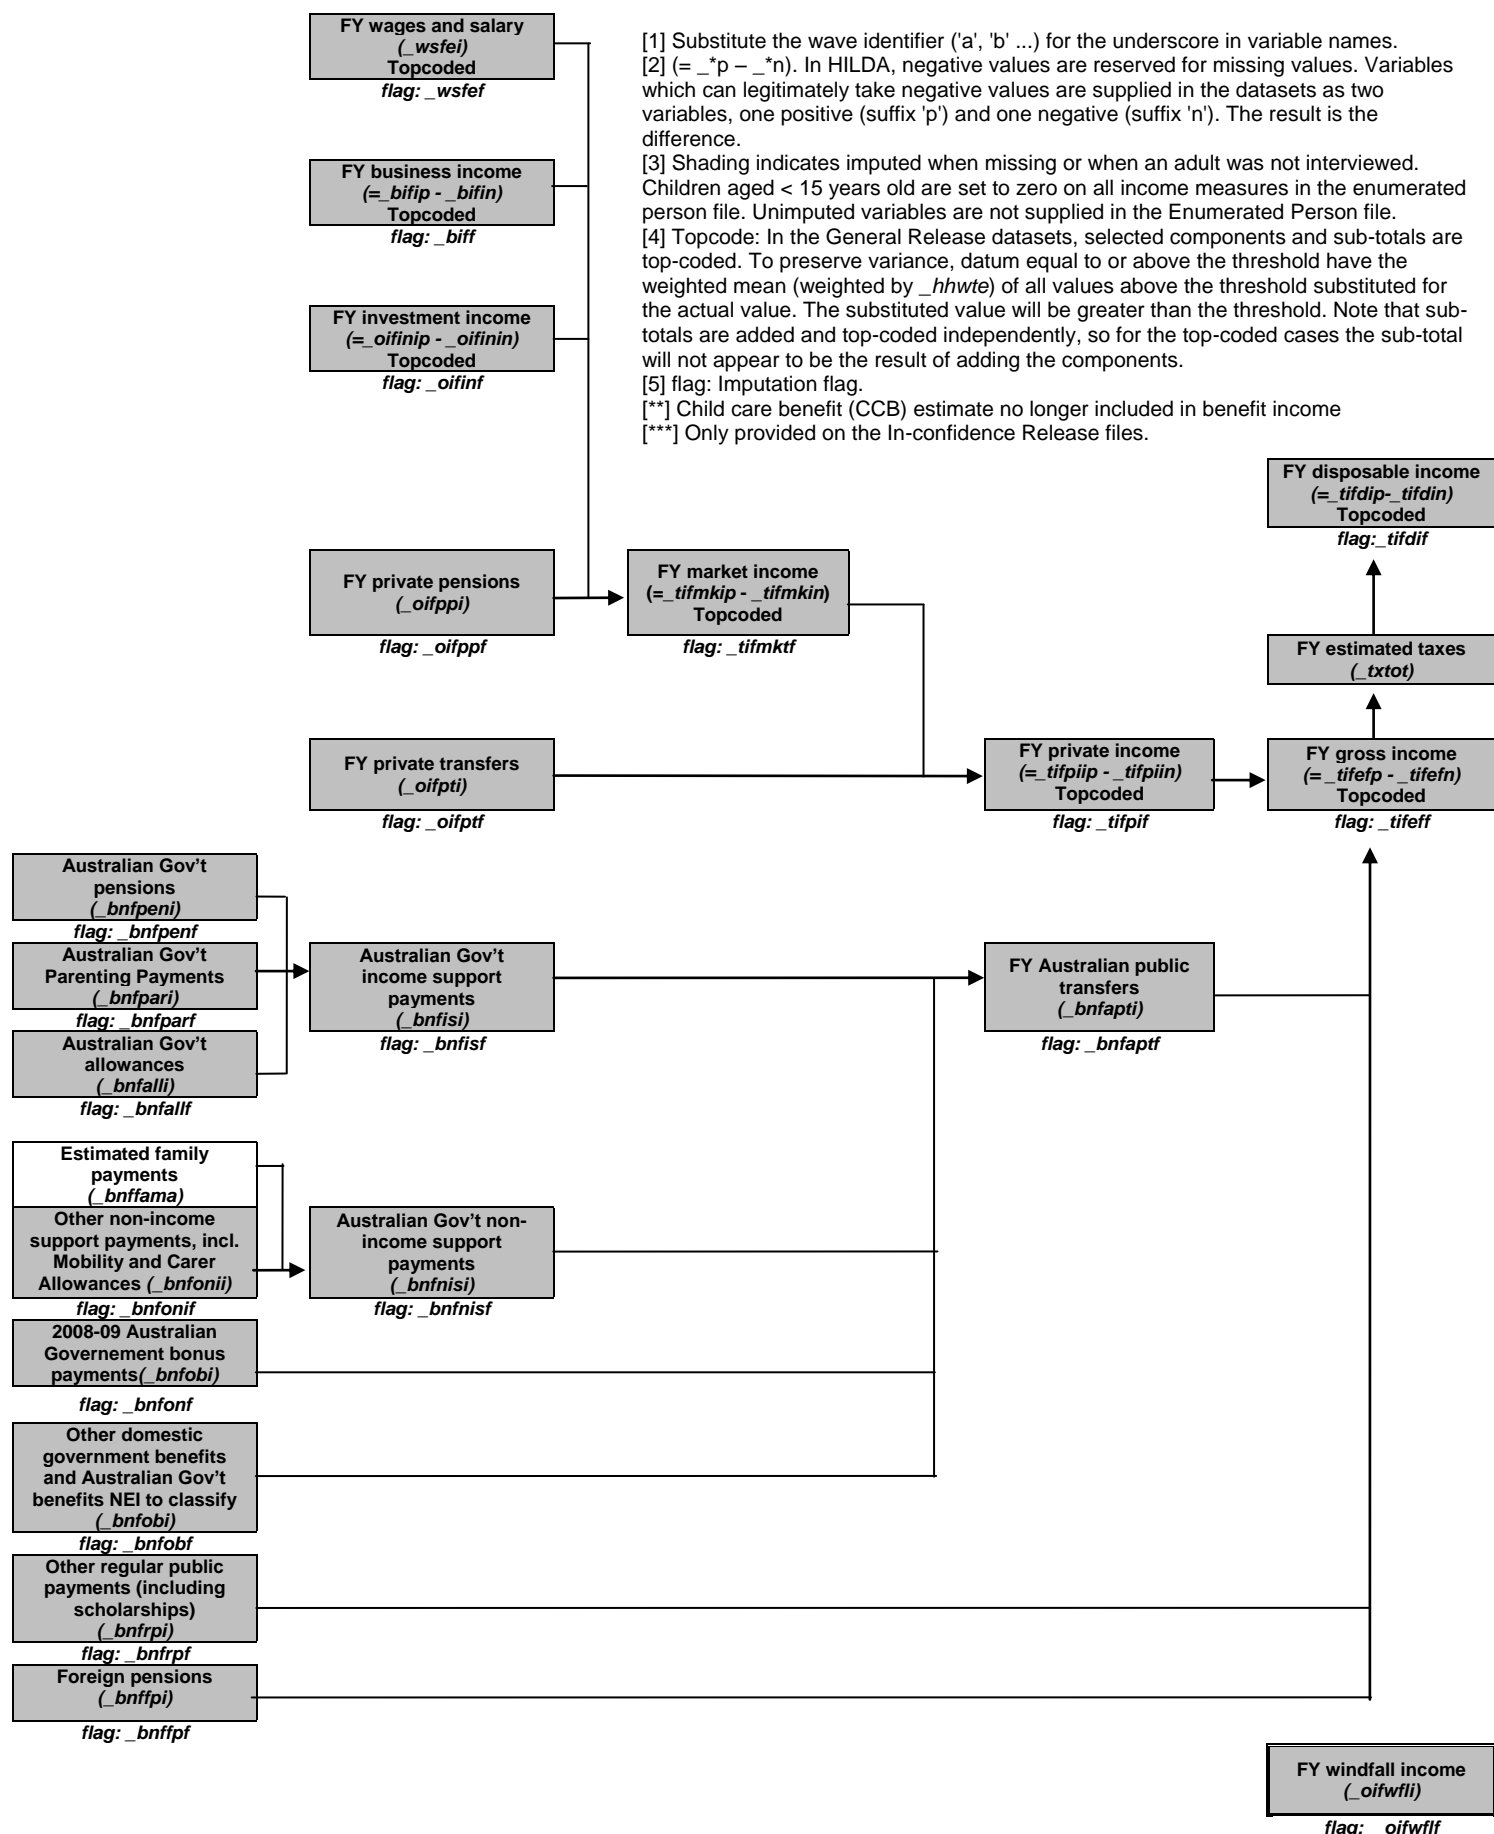 FY wages and salary
(_wsfei)
Topcoded
flag: _wsfef
[1] Substitute the wave identifier ('a', 'b' ...) for the underscore in variable names.
[2] (= _*p – _*n). In HILDA, negative values are reserved for missing values. Variables
which can legitimately take negative values are supplied in the datasets as two
variables, one positive (suffix 'p') and one negative (suffix 'n'). The result is the
difference.
[3] Shading indicates imputed when missing or when an adult was not interviewed.
Children aged < 15 years old are set to zero on all income measures in the enumerated
person file. Unimputed variables are not supplied in the Enumerated Person file.
[4] Topcode: In the General Release datasets, selected components and sub-totals are
top-coded. To preserve variance, datum equal to or above the threshold have the
weighted mean (weighted by _hhwte) of all values above the threshold substituted for
the actual value. The substituted value will be greater than the threshold. Note that sub-
totals are added and top-coded independently, so for the top-coded cases the sub-total
will not appear to be the result of adding the components.
[5] flag: Imputation flag.
[**] Child care benefit (CCB) estimate no longer included in benefit income
[***] Only provided on the In-confidence Release files.
FY business income
(=_bifip - _bifin)
Topcoded
flag: _biff
FY investment income
(=_oifinip - _oifinin)
Topcoded
flag: _oifinf
FY disposable income
(=_tifdip-_tifdin)
Topcoded
flag:_tifdif
FY private pensions
(_oifppi)
flag: _oifppf
FY market income
(=_tifmkip - _tifmkin)
Topcoded
flag: _tifmktf
FY estimated taxes
(_txtot)
FY private transfers
(_oifpti)
flag: _oifptf
FY private income
(=_tifpiip - _tifpiin)
Topcoded
flag: _tifpif
FY gross income
(= _tifefp - _tifefn)
Topcoded
flag: _tifeff
Australian Gov’t
pensions
(_bnfpeni)
flag: _bnfpenf
Australian Gov’t
Parenting Payments
(_bnfpari)
flag: _bnfparf
Australian Gov’t
allowances
(_bnfalli)
flag: _bnfallf
Australian Gov’t
income support
payments
(_bnfisi)
flag: _bnfisf
FY Australian public
transfers
(_bnfapti)
flag: _bnfaptf
Estimated family
payments
(_bnffama)
Other non-income
support payments, incl.
Mobility and Carer
Allowances (_bnfonii)
flag: _bnfonif
Australian Gov’t non-
income support
payments
(_bnfnisi)
flag: _bnfnisf
2008-09 Australian
Governement bonus
payments(_bnfobi)
flag: _bnfonf
Other domestic
government benefits
and Australian Gov’t
benefits NEI to classify
(_bnfobi)
flag: _bnfobf
Other regular public
payments (including
scholarships)
(_bnfrpi)
flag: _bnfrpf
Foreign pensions
(_bnffpi)
flag: _bnffpf
FY windfall income
(_oifwfli)
flag: _oifwflf